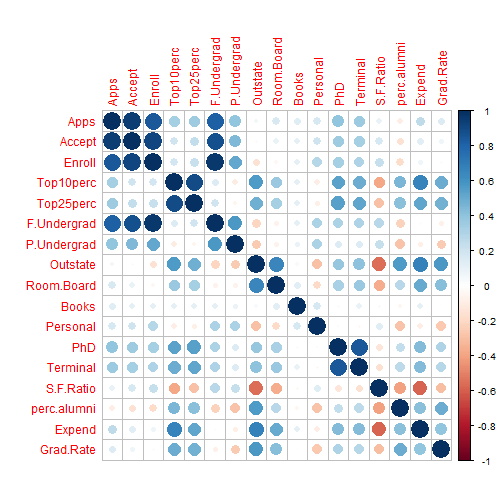 Apps
Accept
Enroll
Top10perc
Top25perc
F.Undergrad
P.Undergrad
Outstate
Room.Board
Books
Personal
PhD
Terminal
S.F.Ratio
perc.alumni
Expend
Grad.Rate
Apps
Accept
Enroll
Top10perc
Top25perc
F.Undergrad
P.Undergrad
Outstate
Room.Board
Books
Personal
PhD
Terminal
S.F.Ratio
perc.alumni
Expend
Grad.Rate
1
0.8
0.6
0.4
0.2
0
-0.2
-0.4
-0.6
-0.8
-1